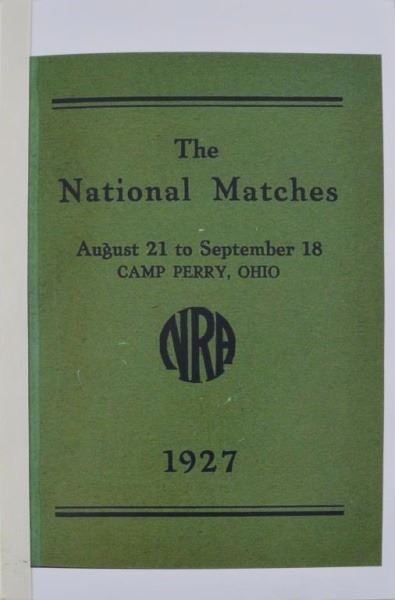 The
National Matches
August 21 to September 18
CAMP PERRY, OHIO
NRA
1927